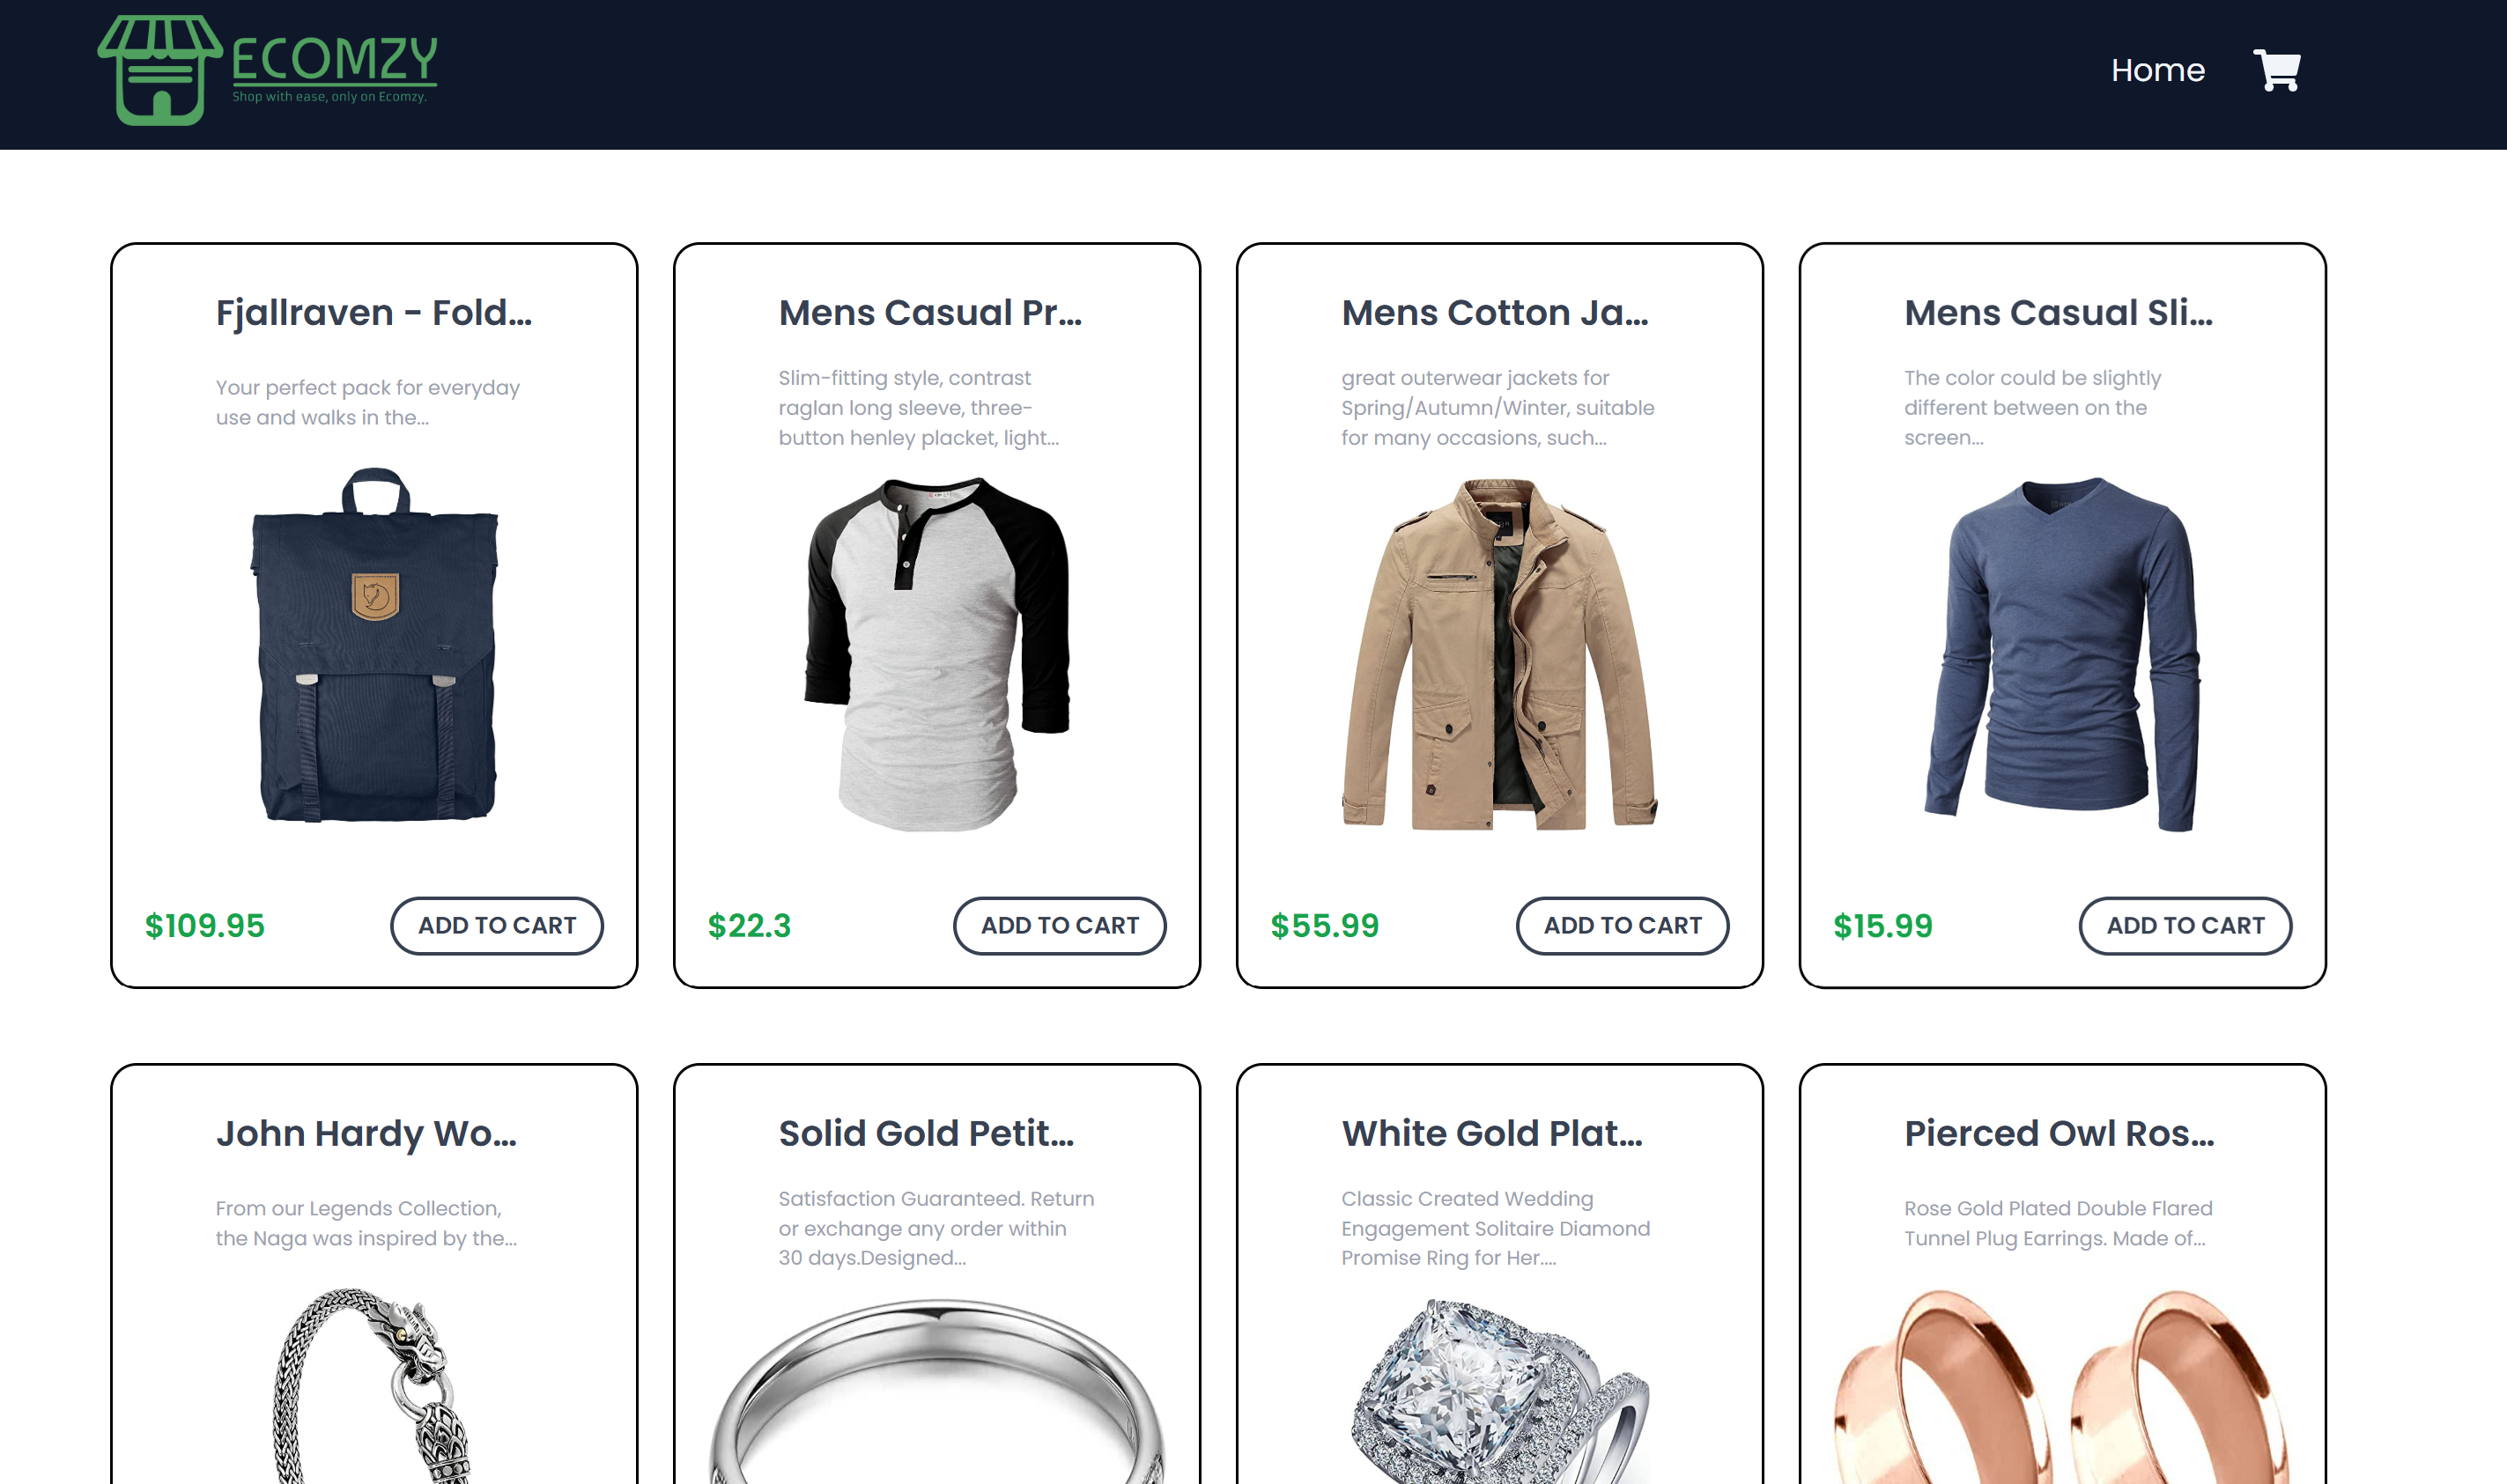 ECOMZY
Shop with ease, only on Ecomzy.
Home
Fjallraven - Fold...
Your perfect pack for everyday
use and walks in the...
$109.95
ADD TO CART
Mens Casual Pr...
Slim-fitting style, contrast
raglan long sleeve, three-
button henley placket, light...
$22.3
ADD TO CART
Mens Cotton Ja...
great outerwear jackets for
Spring/Autumn/Winter, suitable
for many occasions, such...
$55.99
ADD TO CART
Mens Casual Sli...
The color could be slightly
different between on the
screen...
$15.99
ADD TO CART
John Hardy Wo...
From our Legends Collection,
the Naga was inspired by the...
Solid Gold Petit...
Satisfaction Guaranteed. Return
or exchange any order within
30 days.Designed...
White Gold Plat...
Classic Created Wedding
Engagement Solitaire Diamond
Promise Ring for Her....
Pierced Owl Ros...
Rose Gold Plated Double Flared
Tunnel Plug Earrings. Made of...